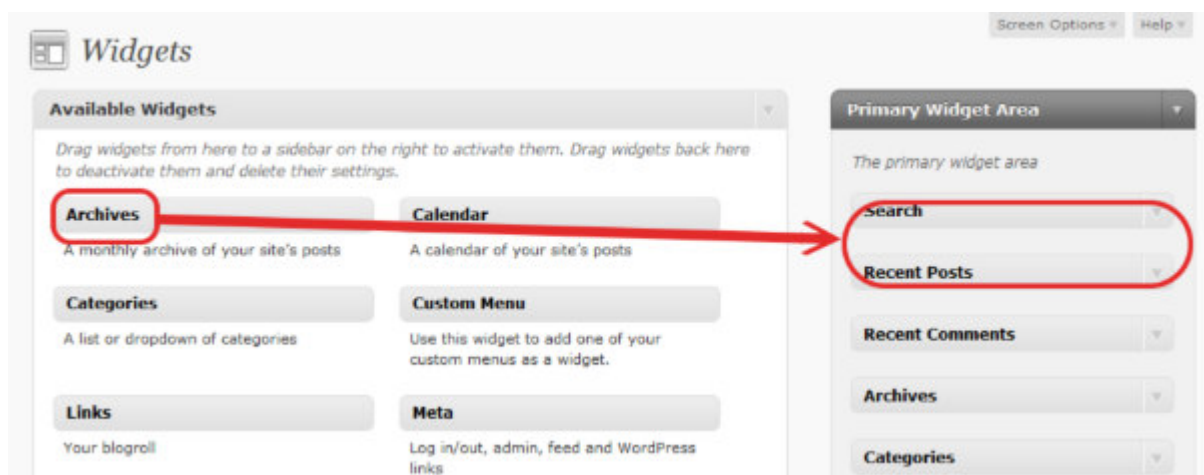 Screen Options Help
Widgets
Available Widgets
Drag widgets from here to a sidebar on the right to activate them. Drag widgets back here
to deactivate them and delete their settings.
Archives
A monthly archive of your site's posts
Calendar
A calendar of your site's posts
Categories
A list or dropdown of categories
Custom Menu
Use this widget to add one of your
custom menus as a widget.
Links
Your blogroll
Meta
Log in/out, admin, feed and WordPress
links
Primary Widget Area
The primary widget area
Search
Recent Posts
Recent Comments
Archives
Categories